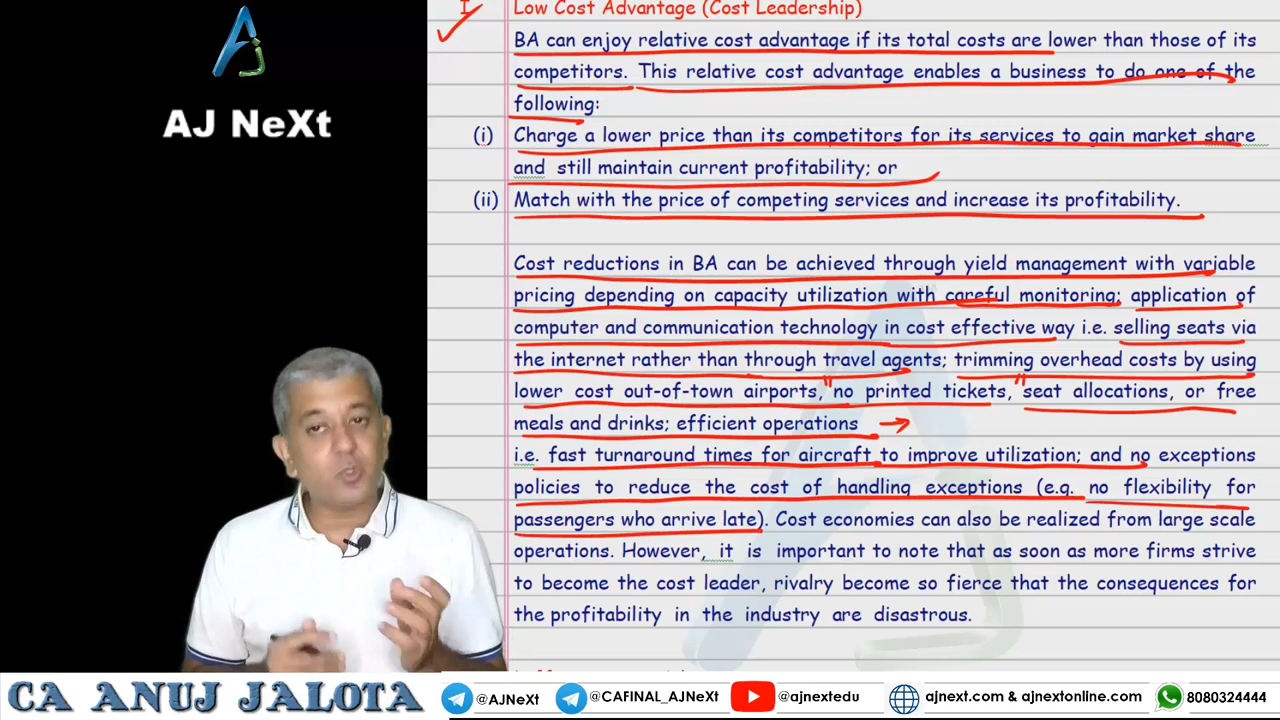 AJ NeXt
I Low Cost Advantage (Cost Leadership)
BA can enjoy relative cost advantage if its total costs are lower than those of its
competitors. This relative cost advantage enables a business to do one of the
following:
(i) Charge a lower price than its competitors for its services to gain market share
and still maintain current profitability; or
(ii) Match with the price of competing services and increase its profitability.
Cost reductions in BA can be achieved through yield management with variable
pricing depending on capacity utilization with careful monitoring; application of
computer and communication technology in cost effective way i.e. selling seats via
the internet rather than through travel agents; trimming overhead costs by using
lower cost out-of-town airports, no printed tickets, seat allocations, or free
meals and drinks; efficient operations
i.e. fast turnaround times for aircraft to improve utilization; and no exceptions
policies to reduce the cost of handling exceptions (e.g. no flexibility for
passengers who arrive late). Cost economies can also be realized from large scale
operations. However, it is important to note that as soon as more firms strive
to become the cost leader, rivalry become so fierce that the consequences for
the profitability in the industry are disastrous.
CA ANUJ JALOTA @AJNeXt @CAFINAL_AJNeXt @ajnextedu ajnext.com & ajnextonline.com 8080324444